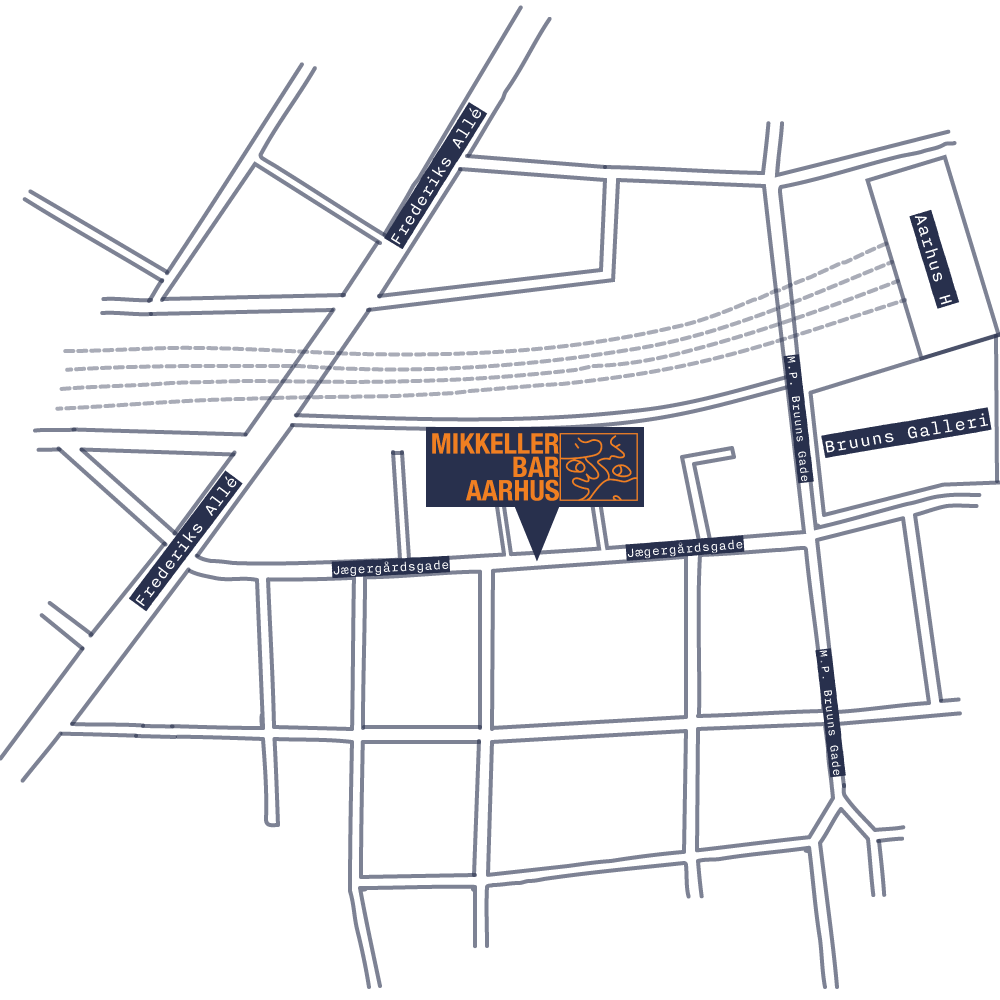 Frederiks Allé
Aarhus H
M.P. Bruuns Gade
Bruuns Galleri
MIKKELLER
BAR
AARHUS
Frederiks Allé
Jægergårdsgade
Jægergårdsgade
M.P. Bruuns Gade